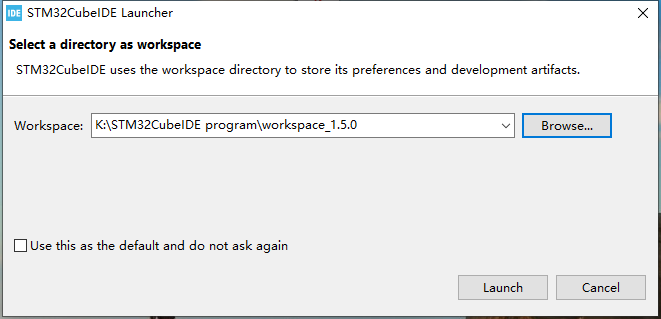 IDE STM32CubeIDE Launcher
Select a directory as workspace
STM32CubeIDE uses the workspace directory to store its preferences and development artifacts.
Workspace: K:\STM32CubeIDE program\workspace_1.5.0 Browse...
Use this as the default and do not ask again
Launch Cancel